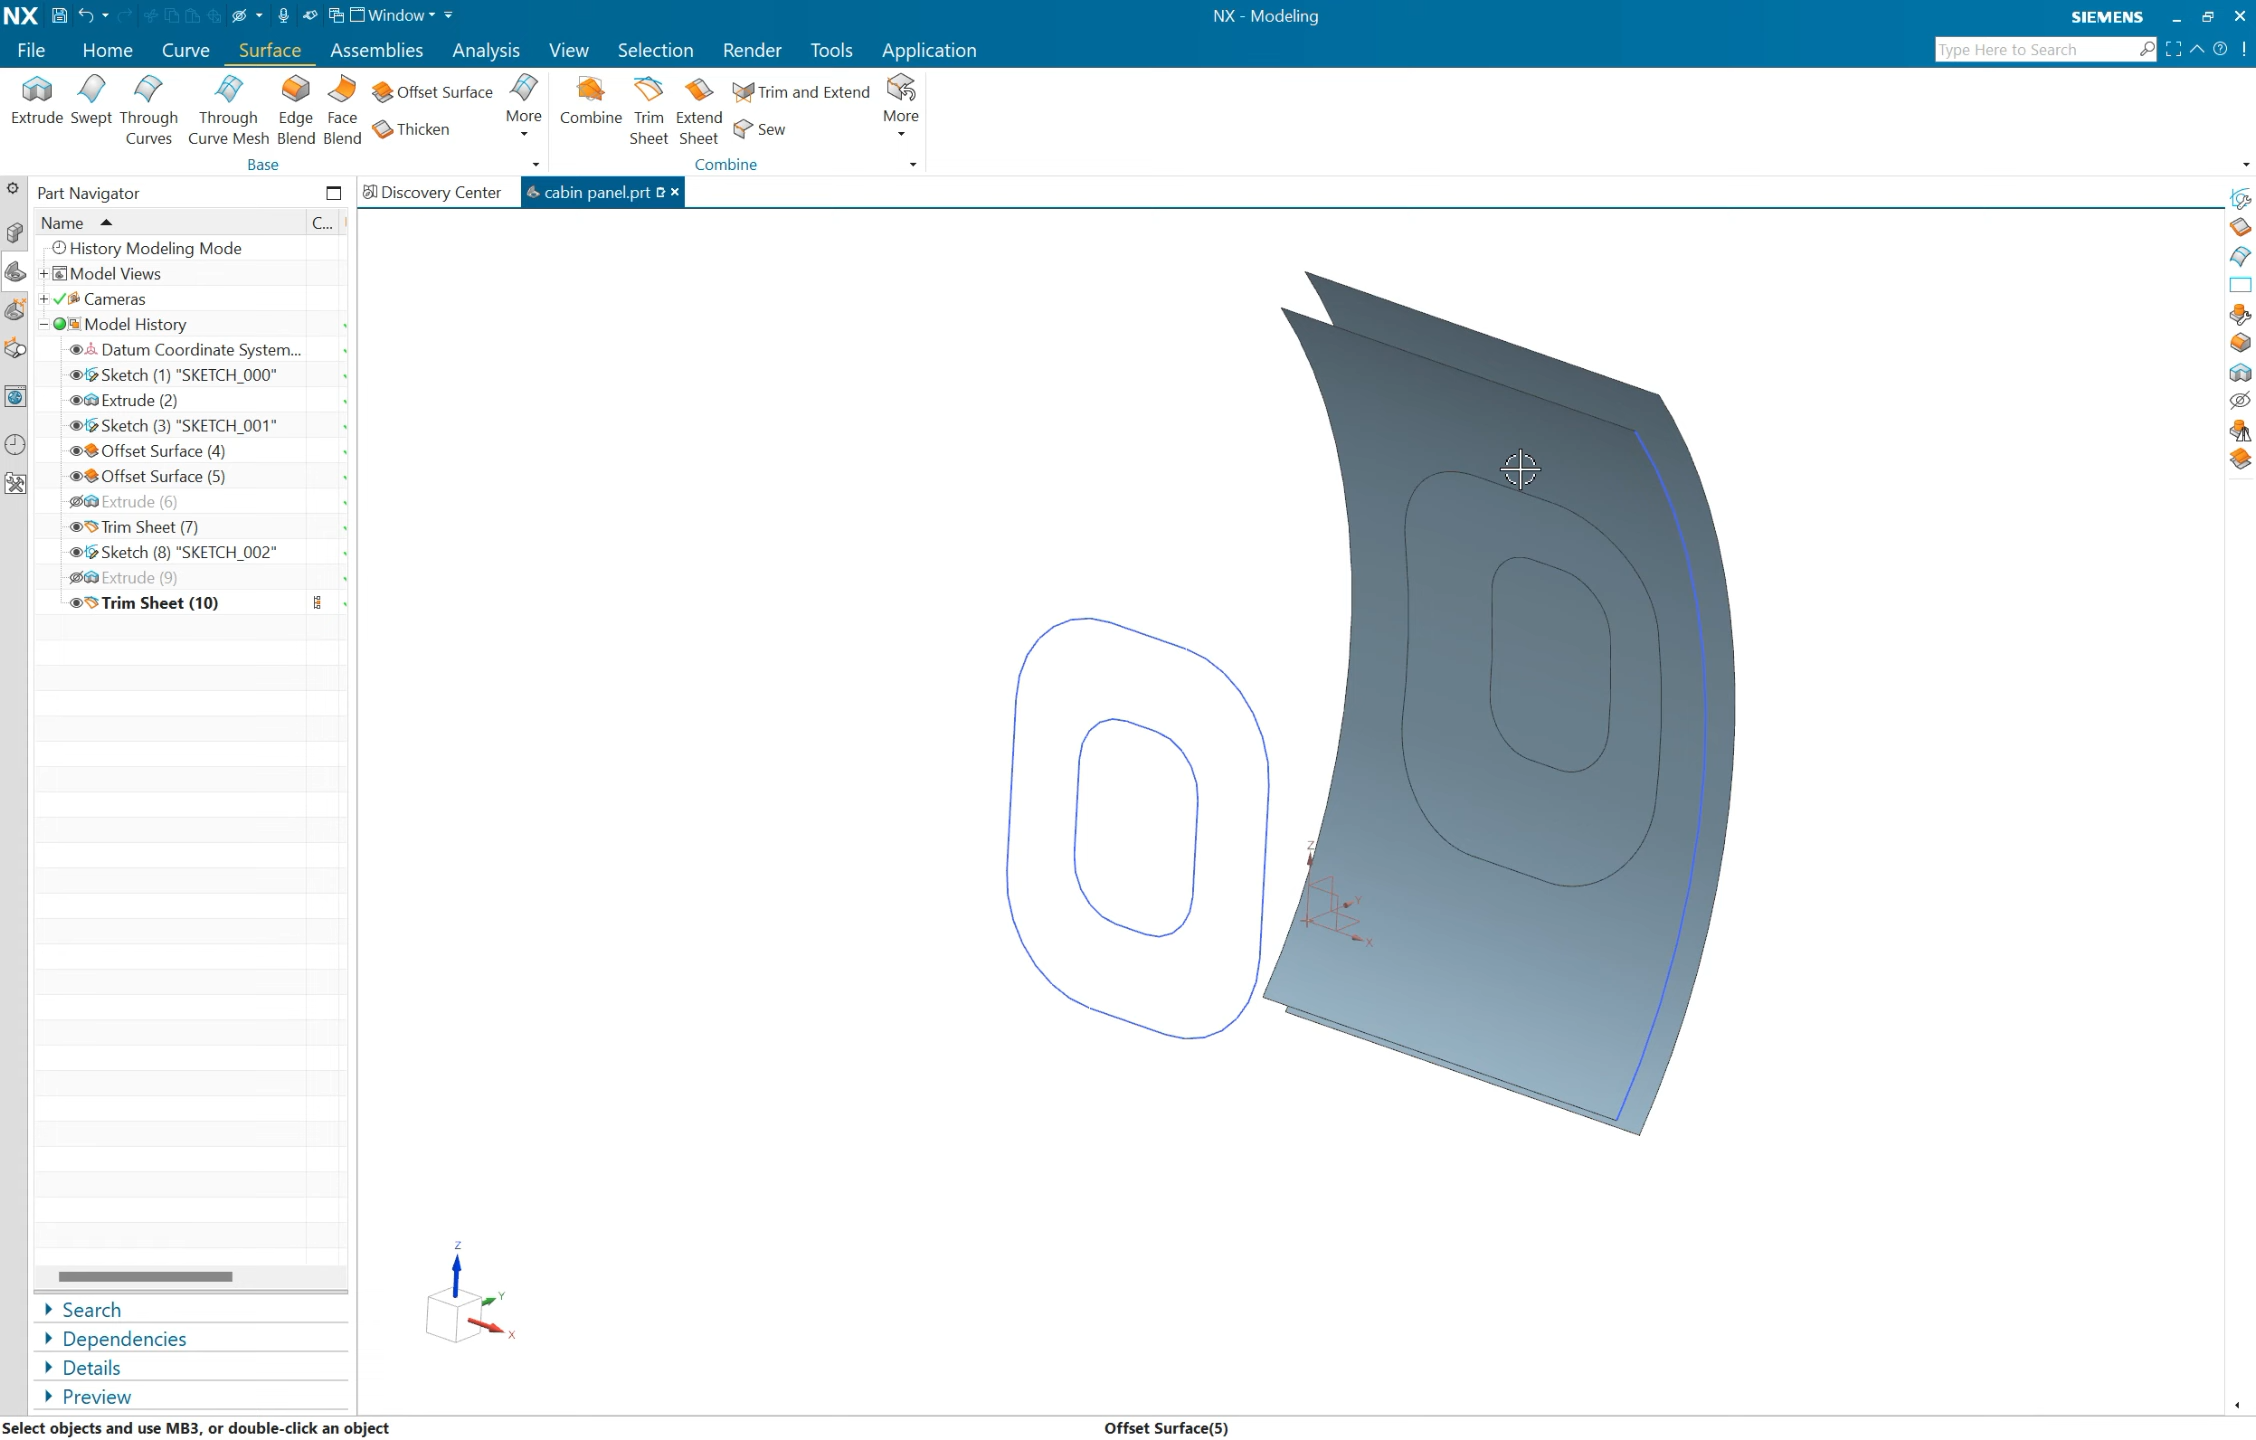 NX
Window
NX - Modeling
SIEMENS
File Home Curve Surface Assemblies Analysis View Selection Render Tools Application
Type Here to Search
Extrude Swept Through Curves Through Curve Mesh Edge Blend Face Blend Offset Surface Thicken More
Base
Combine Trim Sheet Extend Sheet Trim and Extend Sew More
Combine
Part Navigator
Discovery Center
cabin panel.prt
Name C...
History Modeling Mode
Model Views
Cameras
Model History
Datum Coordinate System...
Sketch (1) "SKETCH_000"
Extrude (2)
Sketch (3) "SKETCH_001"
Offset Surface (4)
Offset Surface (5)
Extrude (6)
Trim Sheet (7)
Sketch (8) "SKETCH_002"
Extrude (9)
Trim Sheet (10)
Z
Y
X
Z
Y
X
Search
Dependencies
Details
Preview
Select objects and use MB3, or double-click an object
Offset Surface(5)